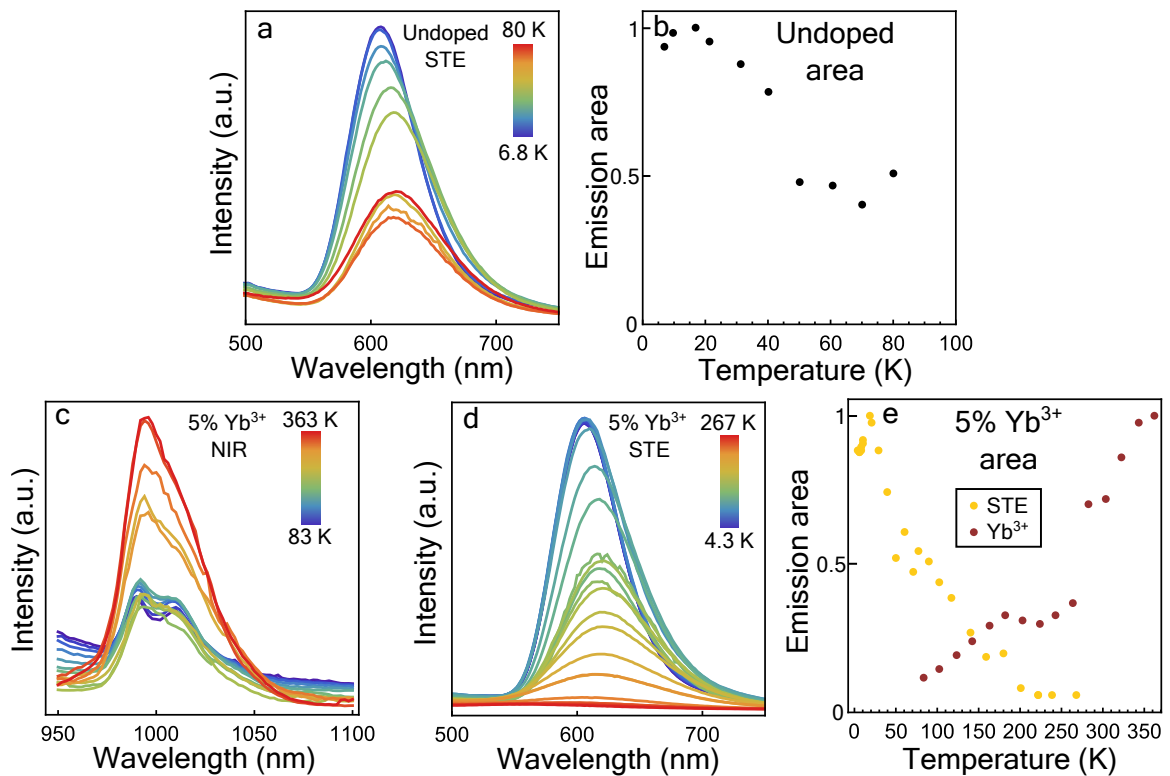 a
Undoped
STE
80 K
6.8 K
Intensity (a.u.)
500
600
700
Wavelength (nm)
b
Undoped
area
Emission area
1
0.5
0
0
20
40
60
80
100
Temperature (K)
c
5% Yb³⁺
NIR
363 K
83 K
Intensity (a.u.)
950
1000
1050
1100
Wavelength (nm)
d
5% Yb³⁺
STE
267 K
4.3 K
Intensity (a.u.)
500
600
700
Wavelength (nm)
e
5% Yb³⁺
area
STE
Yb³⁺
Emission area
1
0.5
0
0
50
100
150
200
250
300
350
Temperature (K)